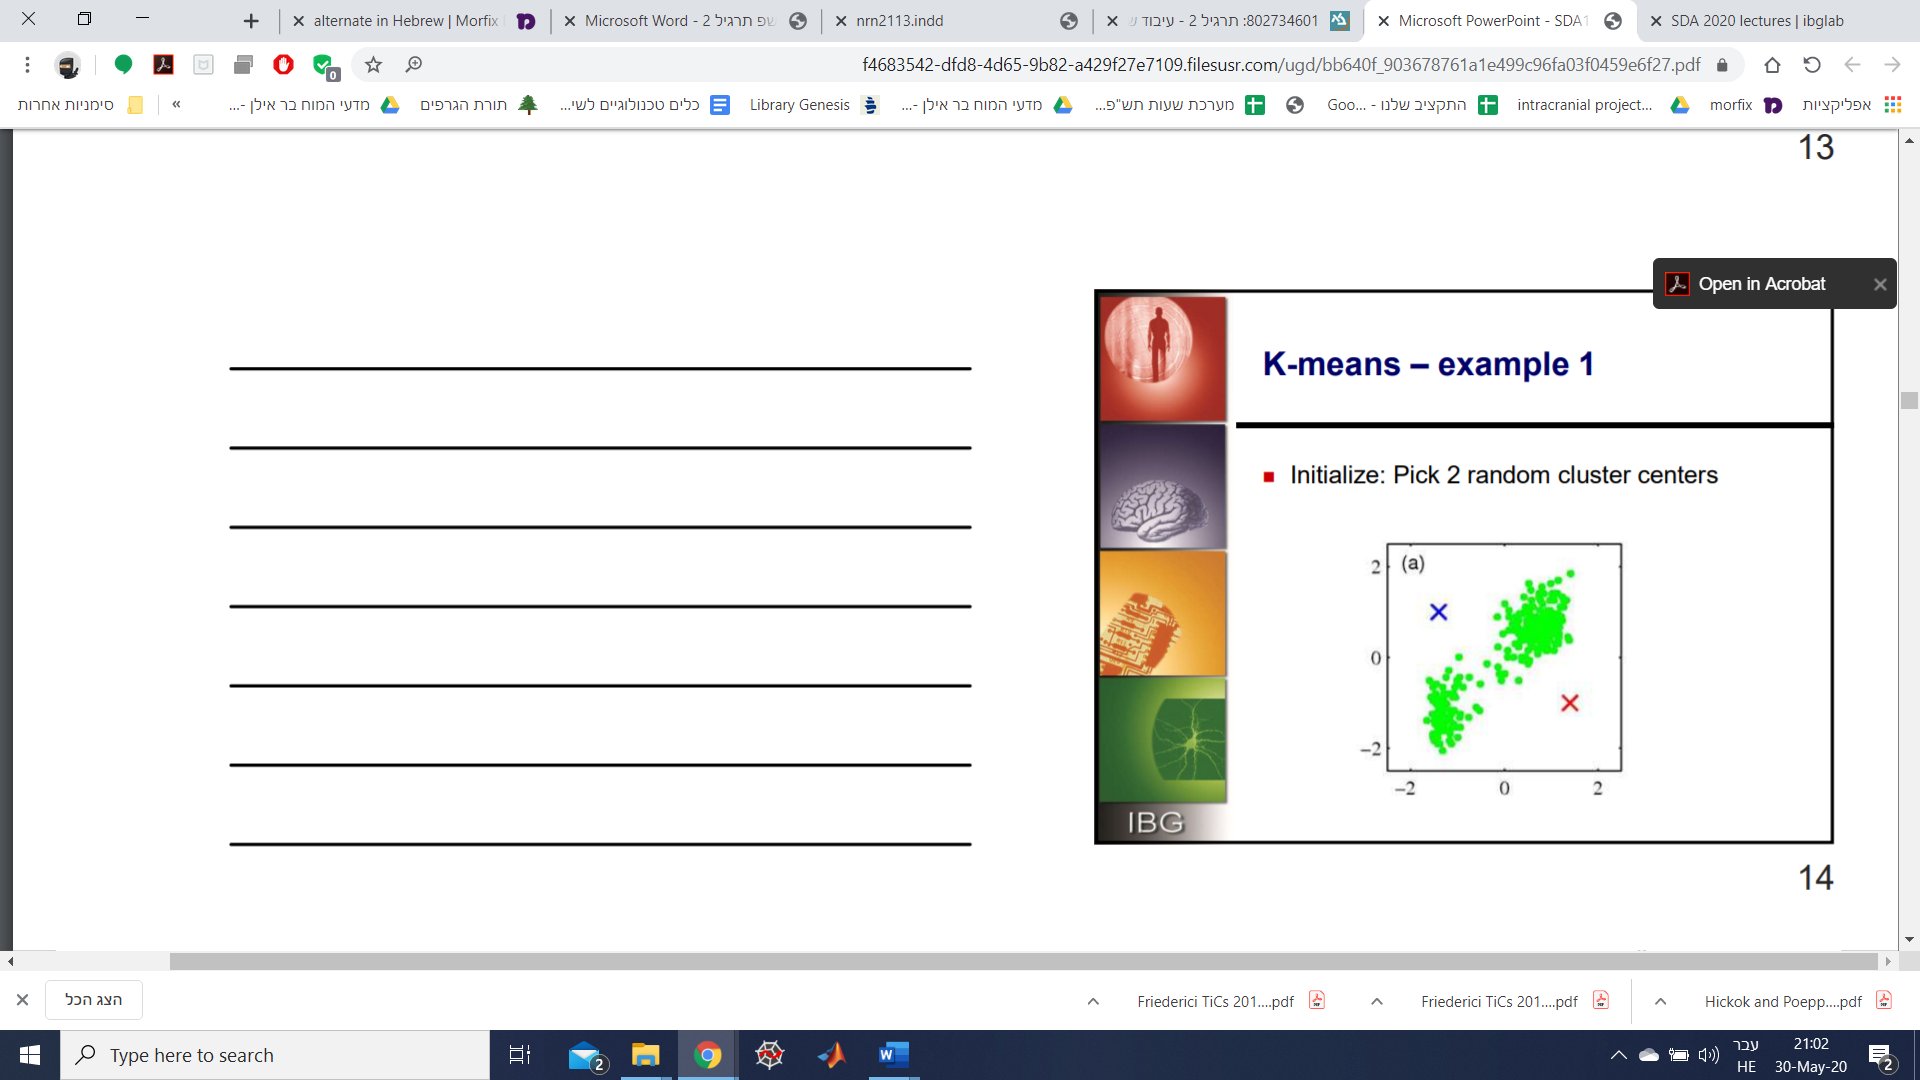 alternate in Hebrew | Morfix
Microsoft Word - שפ תרגיל 2
nrn2113.indd
802734601: תרגיל 2 - עיבוד ש
Microsoft PowerPoint - SDA1
SDA 2020 lectures | ibglab
0
f4683542-dfd8-4d65-9b82-a429f27e7109.filesusr.com/ugd/bb640f_903678761a1e499c96fa03f0459e6f27.pdf
סימניות אחרות
«
מדעי המוח בר אילן -...
תורת הגרפים
כלים טכנולוגיים לשי...
Library Genesis
מדעי המוח בר אילן -...
מערכת שעות תש"פ...
Goo... - התקציב שלנו
intracranial project...
morfix
אפליקציות
13
Open in Acrobat
K-means – example 1
Initialize: Pick 2 random cluster centers
(a)
2
0
–2
–2 0 2
IBG
14
הצג הכל
Friederici TiCs 201....pdf
Friederici TiCs 201....pdf
Hickok and Poepp....pdf
Type here to search
2
W
עבר
HE
21:02
30-May-20
2